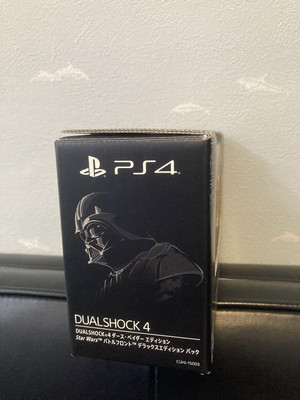 PS4
DUALSHOCK 4
DUALSHOCK®4 ダース・ベイダー エディション
Star Wars™ バトルフロント™ デラックスエディション パック
CUHJ-15003